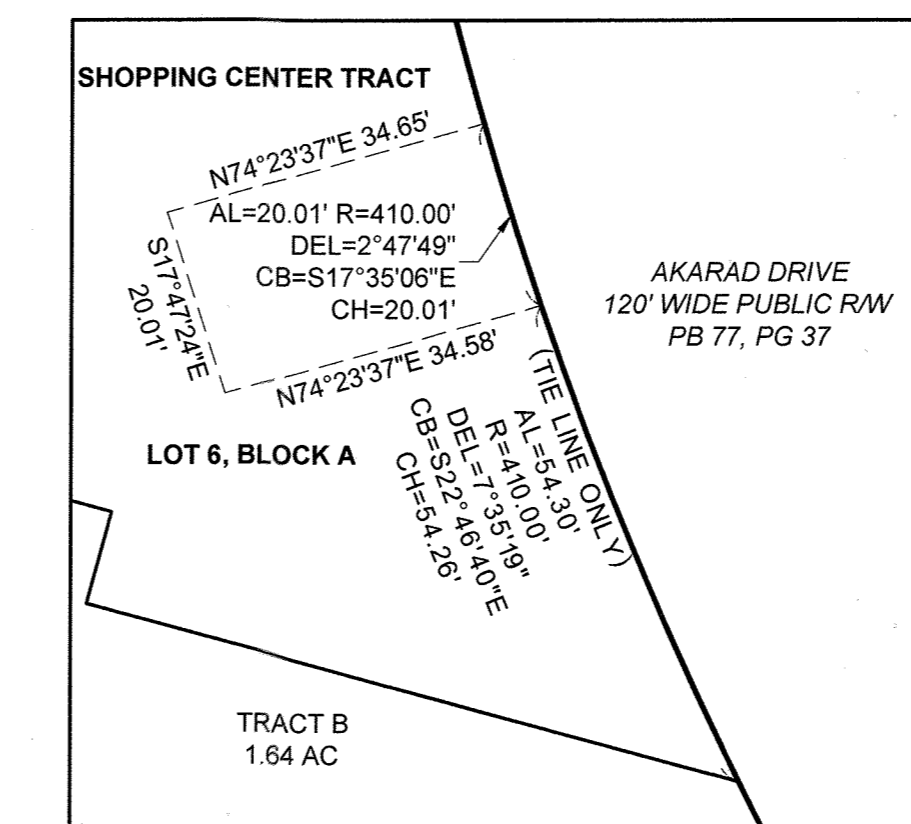 SHOPPING CENTER TRACT
N74°23'37"E 34.65'
AL=20.01' R=410.00'
DEL=2°47'49"
CB=S17°35'06"E
CH=20.01'
S17°47'24"E
20.01'
N74°23'37"E 34.58'
AKARAD DRIVE
120' WIDE PUBLIC R/W
PB 77, PG 37
(TIE LINE ONLY)
AL=54.30'
R=410.00'
DEL=7°35'19"
CB=S22°46'40"E
CH=54.26'
LOT 6, BLOCK A
TRACT B
1.64 AC